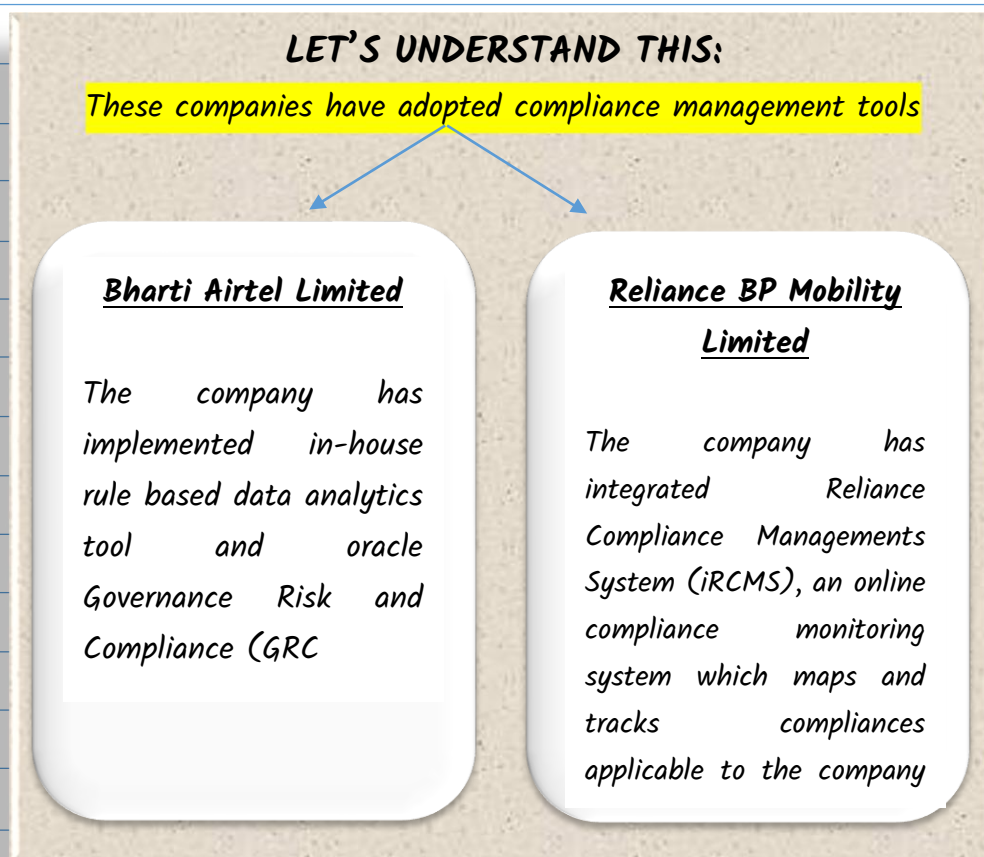 LET'S UNDERSTAND THIS:
These companies have adopted compliance management tools
Bharti Airtel Limited
The company has
implemented in-house
rule based data analytics
tool and oracle
Governance Risk and
Compliance (GRC
Reliance BP Mobility
Limited
The company has
integrated Reliance
Compliance Managements
System (iRCMS), an online
compliance monitoring
system which maps and
tracks compliances
applicable to the company